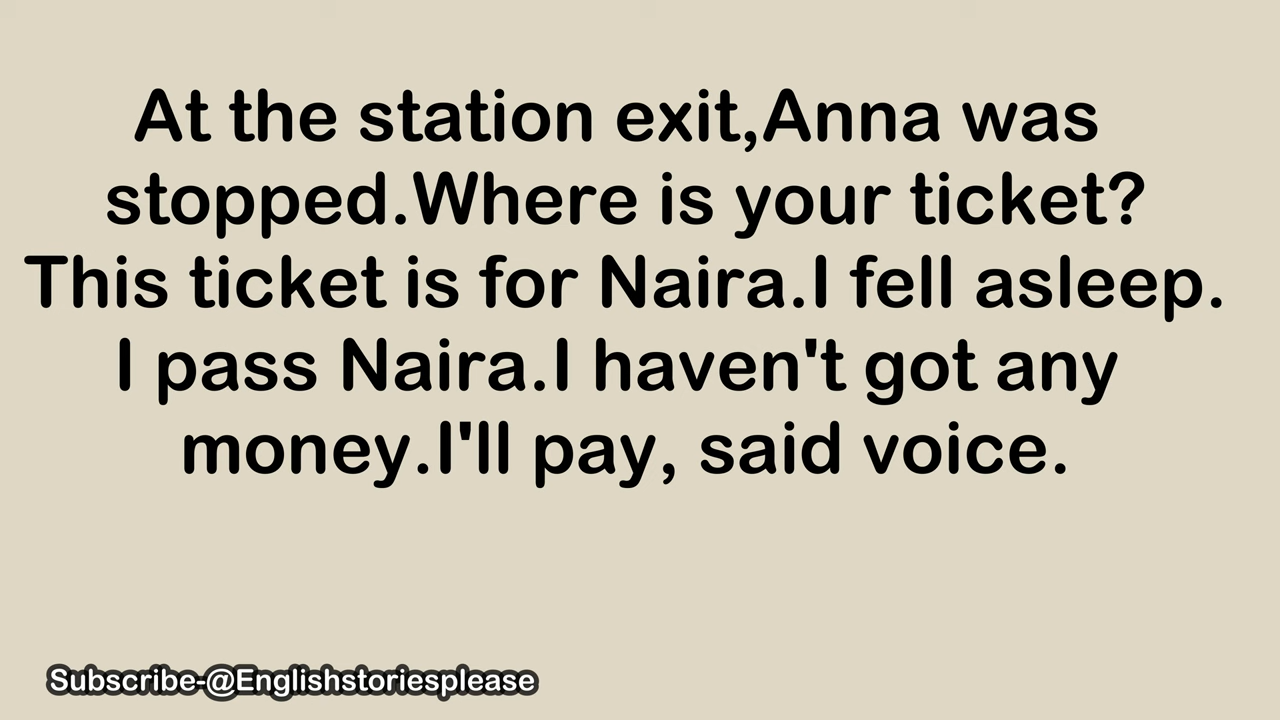 At the station exit,Anna was
stopped.Where is your ticket?
This ticket is for Naira.I fell asleep.
I pass Naira.I haven't got any
money.I'll pay, said voice.
Subscribe-@Englishstoriesplease